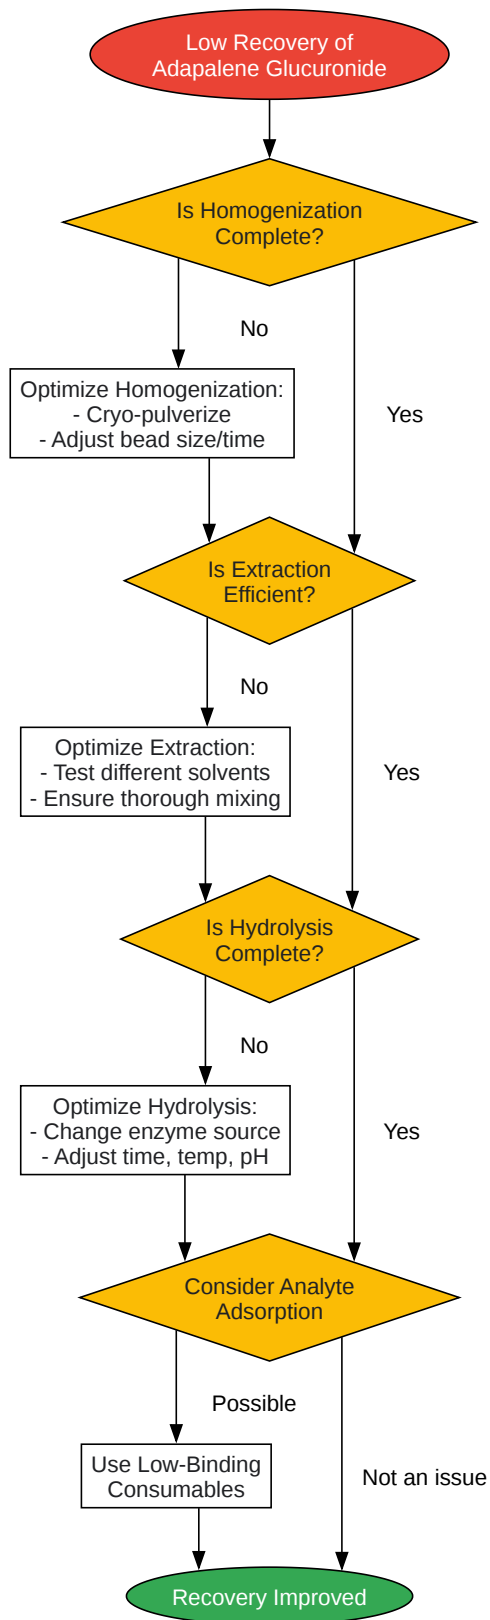 Low Recovery of
Adapalene Glucuronide
Is Homogenization
Complete?
No
Optimize Homogenization:
- Cryo-pulverize
- Adjust bead size/time
Yes
Is Extraction
Efficient?
No
Optimize Extraction:
- Test different solvents
- Ensure thorough mixing
Yes
Is Hydrolysis
Complete?
No
Optimize Hydrolysis:
- Change enzyme source
- Adjust time, temp, pH
Yes
Consider Analyte
Adsorption
Possible
Use Low-Binding
Consumables
Not an issue
Recovery Improved